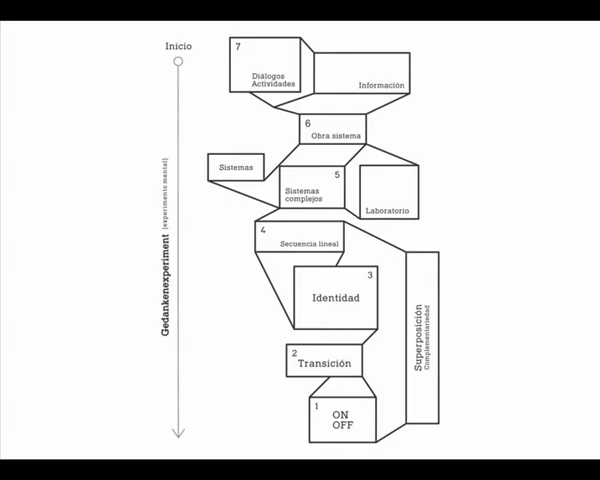 Inicio
7
Diálogos
Actividades
Información
6
Obra sistema
Sistemas
5
Sistemas
complejos
Laboratorio
4
Secuencia lineal
3
Identidad
2
Transición
1
ON
OFF
Superposición
Complementariedad
Gedankenexperiment [experimento mental]